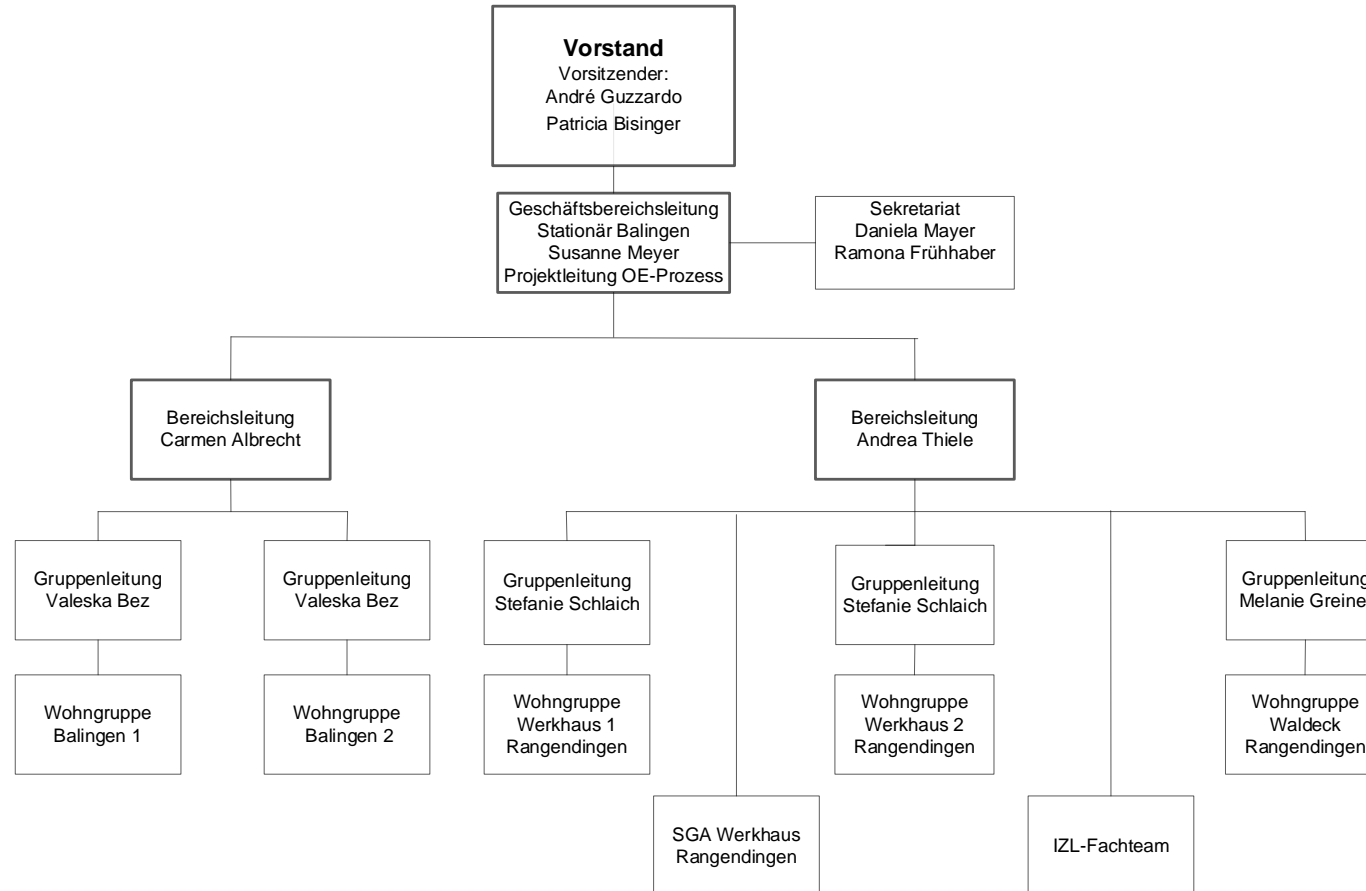 Vorstand
Vorsitzender:
André Guzzardo
Patricia Bisinger
Geschäftsbereichsleitung
Stationär Balingen
Susanne Meyer
Projektleitung OE-Prozess
Sekretariat
Daniela Mayer
Ramona Frühhaber
Bereichsleitung
Carmen Albrecht
Bereichsleitung
Andrea Thiele
Gruppenleitung
Valeska Bez
Gruppenleitung
Valeska Bez
Gruppenleitung
Stefanie Schlaich
Gruppenleitung
Stefanie Schlaich
Gruppenleitung
Melanie
Wohngruppe
Balingen 1
Wohngruppe
Balingen 2
Wohngruppe
Werkhaus 1
Rangendingen
Wohngruppe
Werkhaus 2
Rangendingen
Wohngruppe
Waldeck
Rangendingen
SGA Werkhaus
Rangendingen
IZL-Fachteam